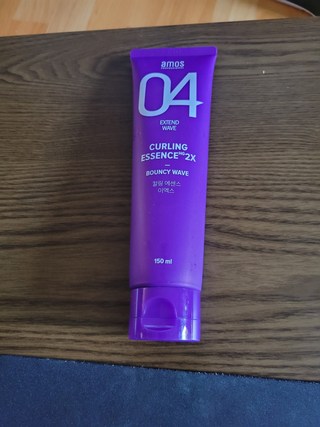 amos
04
EXTEND
WAVE
CURLING
ESSENCE 2X
BOUNCY WAVE
컬링 에센스
이엑스
150 ml